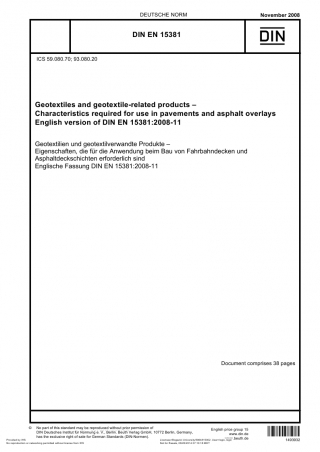 DEUTSCHE NORM
November 2008
DIN EN 15381
DIN
ICS 59.080.70; 93.080.20
Geotextiles and geotextile-related products –
Characteristics required for use in pavements and asphalt overlays
English version of DIN EN 15381:2008-11
Geotextilien und geotextilverwandte Produkte –
Eigenschaften, die für die Anwendung beim Bau von Fahrbahndecken und
Asphaltdeckschichten erforderlich sind
Englische Fassung DIN EN 15381:2008-11
Document comprises 38 pages
© No part of this standard may be reproduced without prior permission of
DIN Deutsches Institut für Normung e. V., Berlin. Beuth Verlag GmbH, 10772 Berlin, Germany,
has the exclusive right of sale for German Standards (DIN-Normen).
English price group 16
www.din.de
www.beuth.de